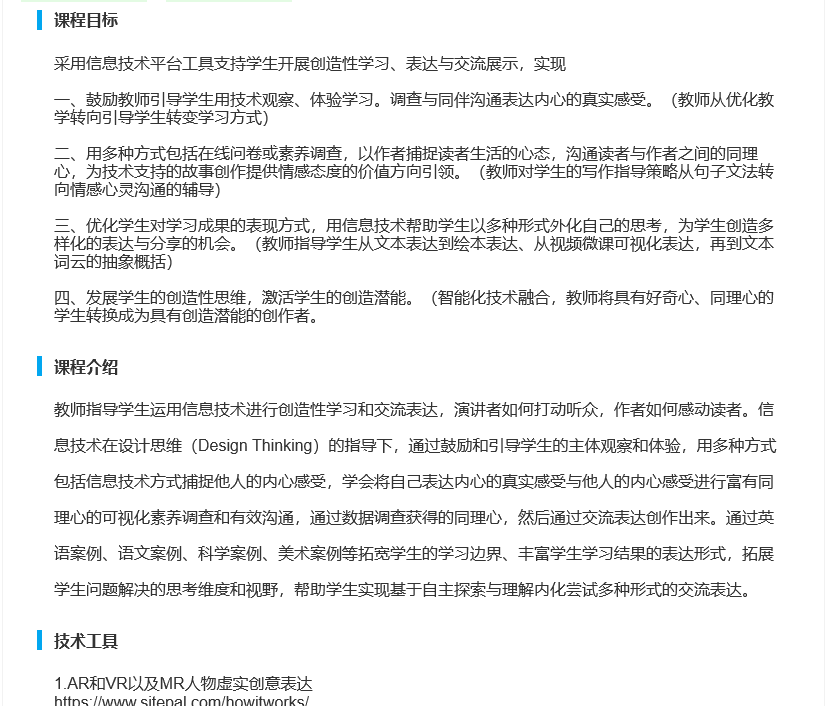 课程目标
采用信息技术平台工具支持学生开展创造性学习、表达与交流展示，实现
一、鼓励教师引导学生用技术观察、体验学习。调查与同伴沟通表达内心的真实感受。（教师从优化教
学转向引导学生转变学习方式）
二、用多种方式包括在线问卷或素养调查，以作者捕捉读者生活的心态，沟通读者与作者之间的同理
心，为技术支持的故事创作提供情感态度的价值方向引领。（教师对学生的写作指导策略从句子文法转
向情感心灵沟通的辅导）
三、优化学生对学习成果的表现方式，用信息技术帮助学生以多种形式外化自己的思考，为学生创造多
样化的表达与分享的机会。（教师指导学生从文本表达到绘本表达、从视频微课可视化表达，再到文本
词云的抽象概括）
四、发展学生的创造性思维，激活学生的创造潜能。（智能化技术融合，教师将具有好奇心、同理心的
学生转换成为具有创造潜能的创作者。
课程介绍
教师指导学生运用信息技术进行创造性学习和交流表达，演讲者如何打动听众，作者如何感动读者。信
息技术在设计思维（Design Thinking）的指导下，通过鼓励和引导学生的主体观察和体验，用多种方式
包括信息技术方式捕捉他人的内心感受，学会将自己表达内心的真实感受与他人的内心感受进行富有同
理心的可视化素养调查和有效沟通，通过数据调查获得的同理心，然后通过交流表达创作出来。通过英
语案例、语文案例、科学案例、美术案例等拓宽学生的学习边界、丰富学生学习结果的表达形式，拓展
学生问题解决的思考维度和视野，帮助学生实现基于自主探索与理解内化尝试多种形式的交流表达。
技术工具
1.AR和VR以及MR人物虚实创意表达
https://www.sitepal.com/howitworks/